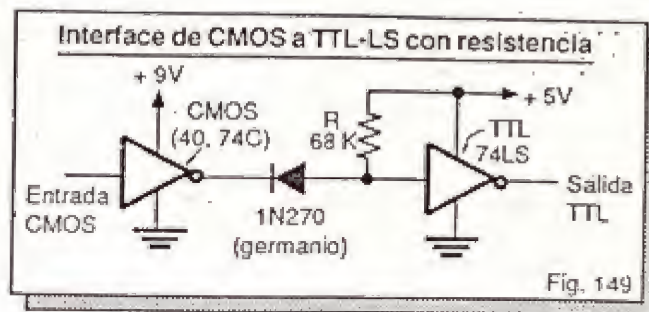 Interface de CMOS a TTL-LS con resistencia
+ 9V
CMOS
(40, 74C)
+ 5V
R
68 K
TTL
74LS
Entrada
CMOS
1N270
(germanio)
Salida
TTL
Fig. 149